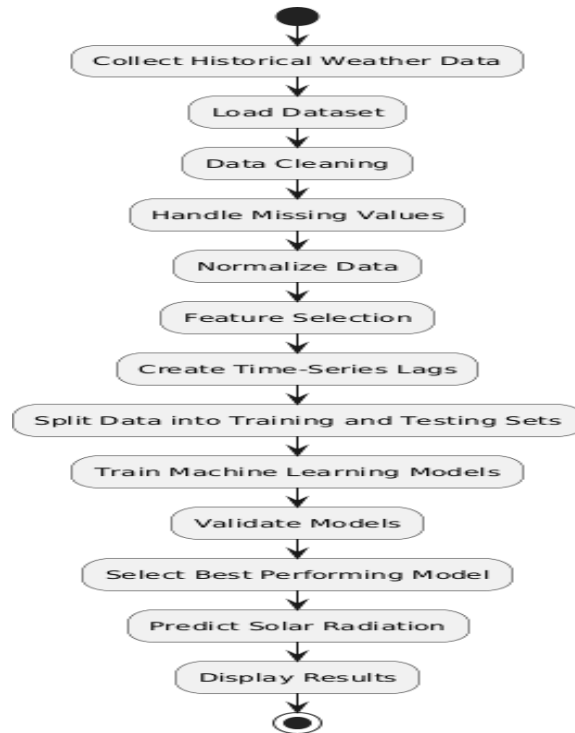 Collect Historical Weather Data
Load Dataset
Data Cleaning
Handle Missing Values
Normalize Data
Feature Selection
Create Time-Series Lags
Split Data into Training and Testing Sets
Train Machine Learning Models
Validate Models
Select Best Performing Model
Predict Solar Radiation
Display Results